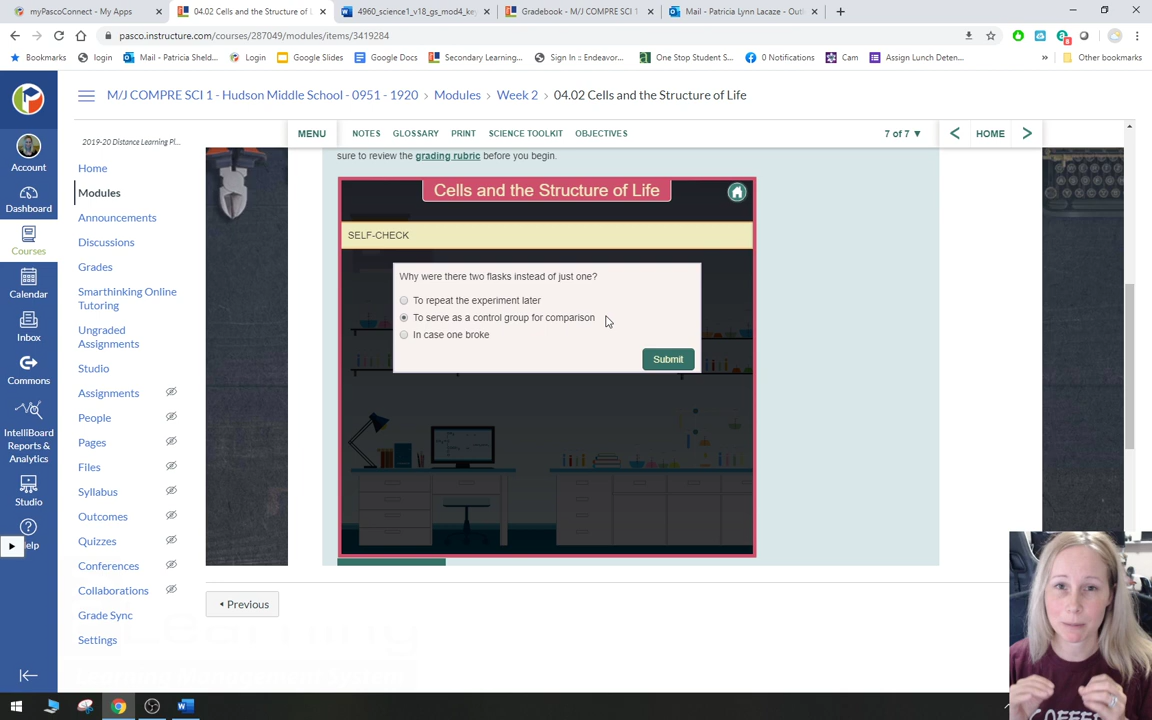 myPascoConnect - My Apps
04.02 Cells and the Structure of L
4960_science1_v18_gs_mod4_ke
Gradebook - M/J COMPRE SCI 1
Mail - Patricia Lynn Lacaze - Outl
pasco.instructure.com/courses/287049/modules/items/3419284
Bookmarks
login
Mail - Patricia Sheld...
Login
Google Slides
Google Docs
Secondary Learning...
Sign In :: Endeavor...
One Stop Student S...
0 Notifications
Cam
Assign Lunch Deten...
Other bookmarks
M/J COMPRE SCI 1 - Hudson Middle School - 0951 - 1920 > Modules > Week 2 > 04.02 Cells and the Structure of Life
Account
Dashboard
Courses
Calendar
Inbox
Commons
IntelliBoard
Reports &
Analytics
Studio
elp
2019-20 Distance Learning Pl...
Home
Modules
Announcements
Discussions
Grades
Smarthinking Online
Tutoring
Ungraded
Assignments
Studio
Assignments
People
Pages
Files
Syllabus
Outcomes
Quizzes
Conferences
Collaborations
Grade Sync
Settings
MENU
NOTES
GLOSSARY
PRINT
SCIENCE TOOLKIT
OBJECTIVES
7 of 7
HOME
sure to review the grading rubric before you begin.
Cells and the Structure of Life
SELF-CHECK
Why were there two flasks instead of just one?
To repeat the experiment later
To serve as a control group for comparison
In case one broke
Submit
Previous
COFFEE